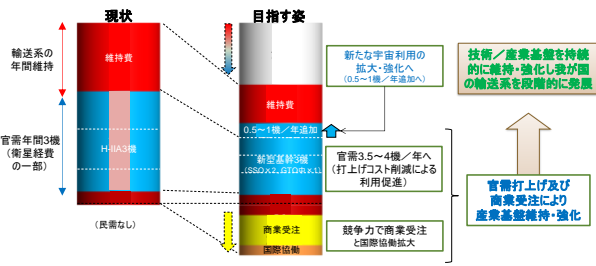 現状
目指す姿
輸送系の
年間維持
維持費
官需年間3機
(衛星経費
の一部)
H-IIA3機
(民需なし)
維持費
0.5~1機/年追加
新型基幹3機
(SSO×2、GTO中×1)
商業受注
国際協働
新たな宇宙利用の
拡大・強化へ
(0.5~1機/年追加へ)
官需3.5~4機/年へ
(打上げコスト削減による
利用促進)
競争力で商業受注
と国際協働拡大
技術/産業基盤を持続
的に維持・強化し我が国
の輸送系を段階的に発展
官需打上げ及び
商業受注により
産業基盤維持・強化